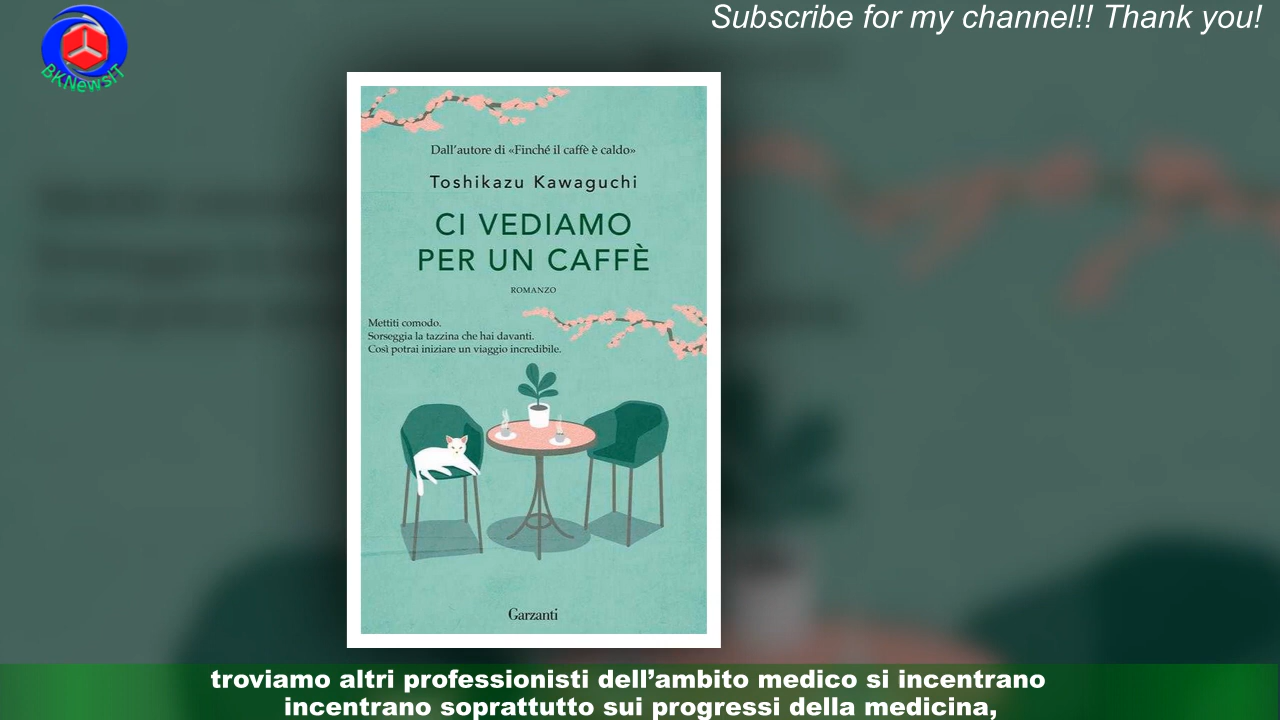 Subscribe for my channel!! Thank you!
BKNewsIT
Dall'autore di «Finché il caffè è caldo»
Toshikazu Kawaguchi
CI VEDIAMO
PER UN CAFFÈ
ROMANZO
Mettiti comodo.
Sorseggia la tazzina che hai davanti.
Così potrai iniziare un viaggio incredibile.
Garzanti
troviamo altri professionisti dell’ambito medico si incentrano
incentrano soprattutto sui progressi della medicina,